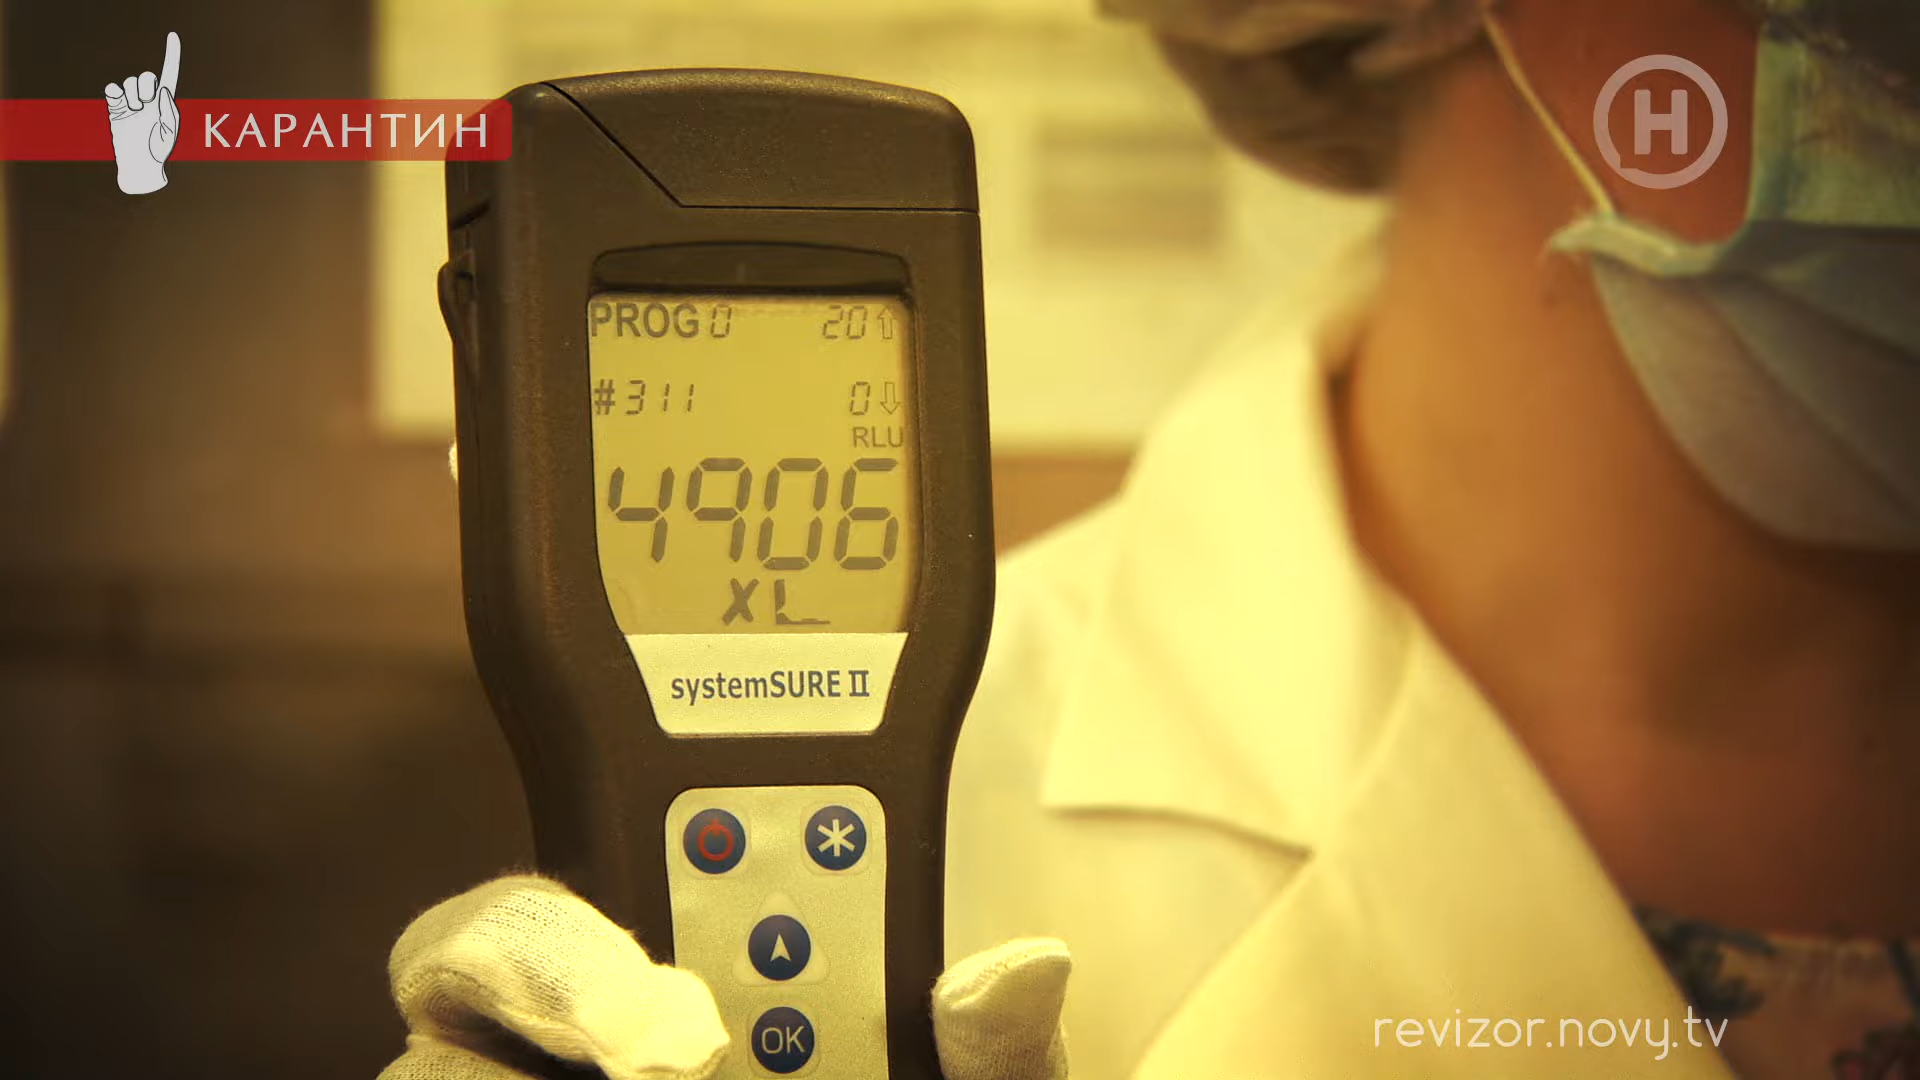 КАРАНТИН
H
PROG 0 20↑
#311 0↓
RLU
4906
XL
systemSURE II
OK
revizor.novy.tv